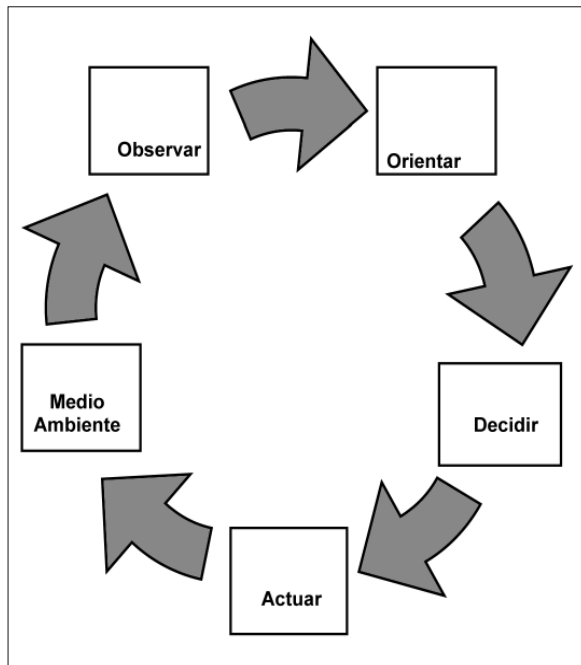 Observar
Orientar
Medio
Ambiente
Decidir
Actuar